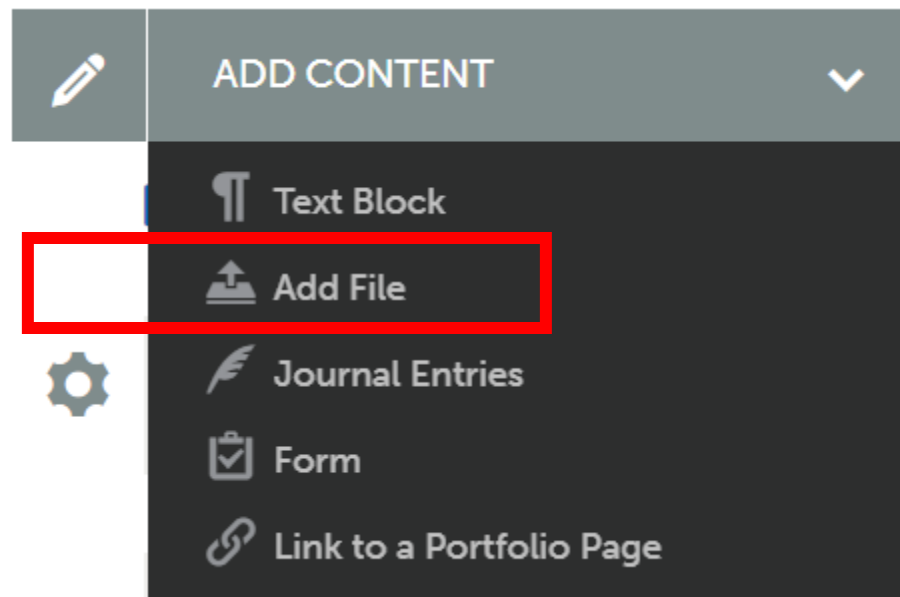 ADD CONTENT
Text Block
Add File
Journal Entries
Form
Link to a Portfolio Page